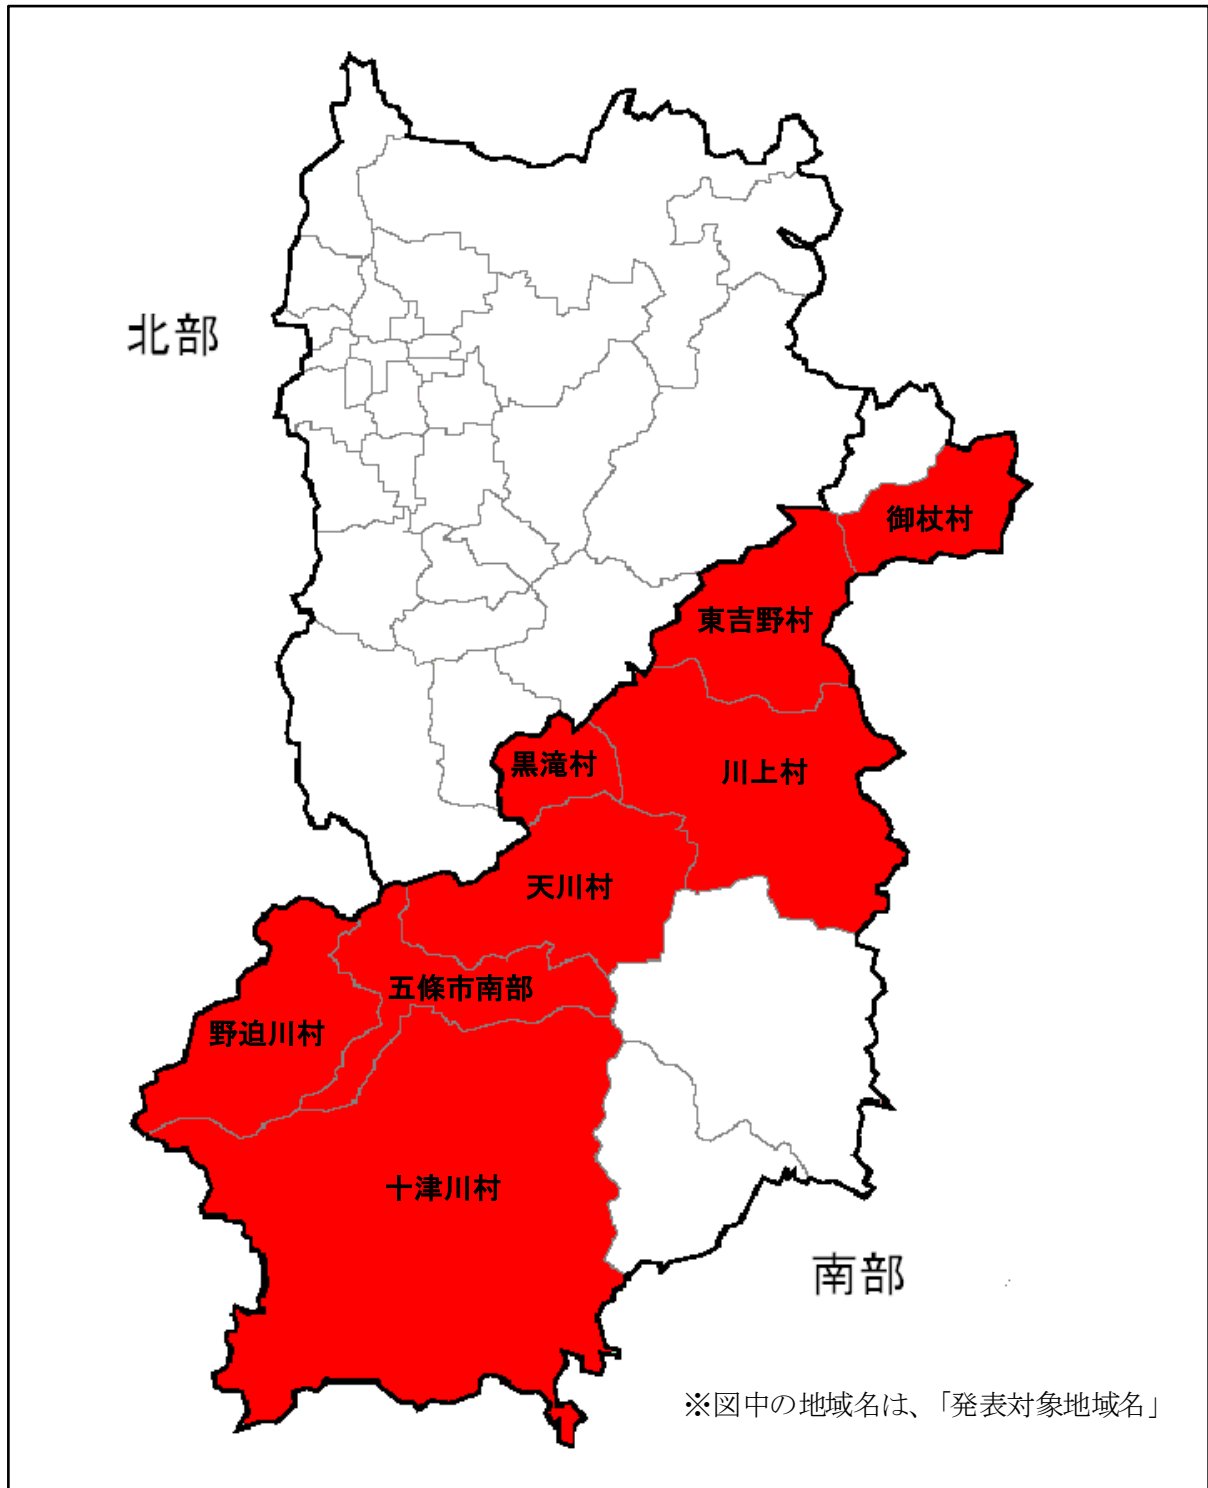 北部
御杖村
東吉野村
黒滝村
川上村
天川村
五條市南部
野迫川村
十津川村
南部
※図中の地域名は、「発表対象地域名」